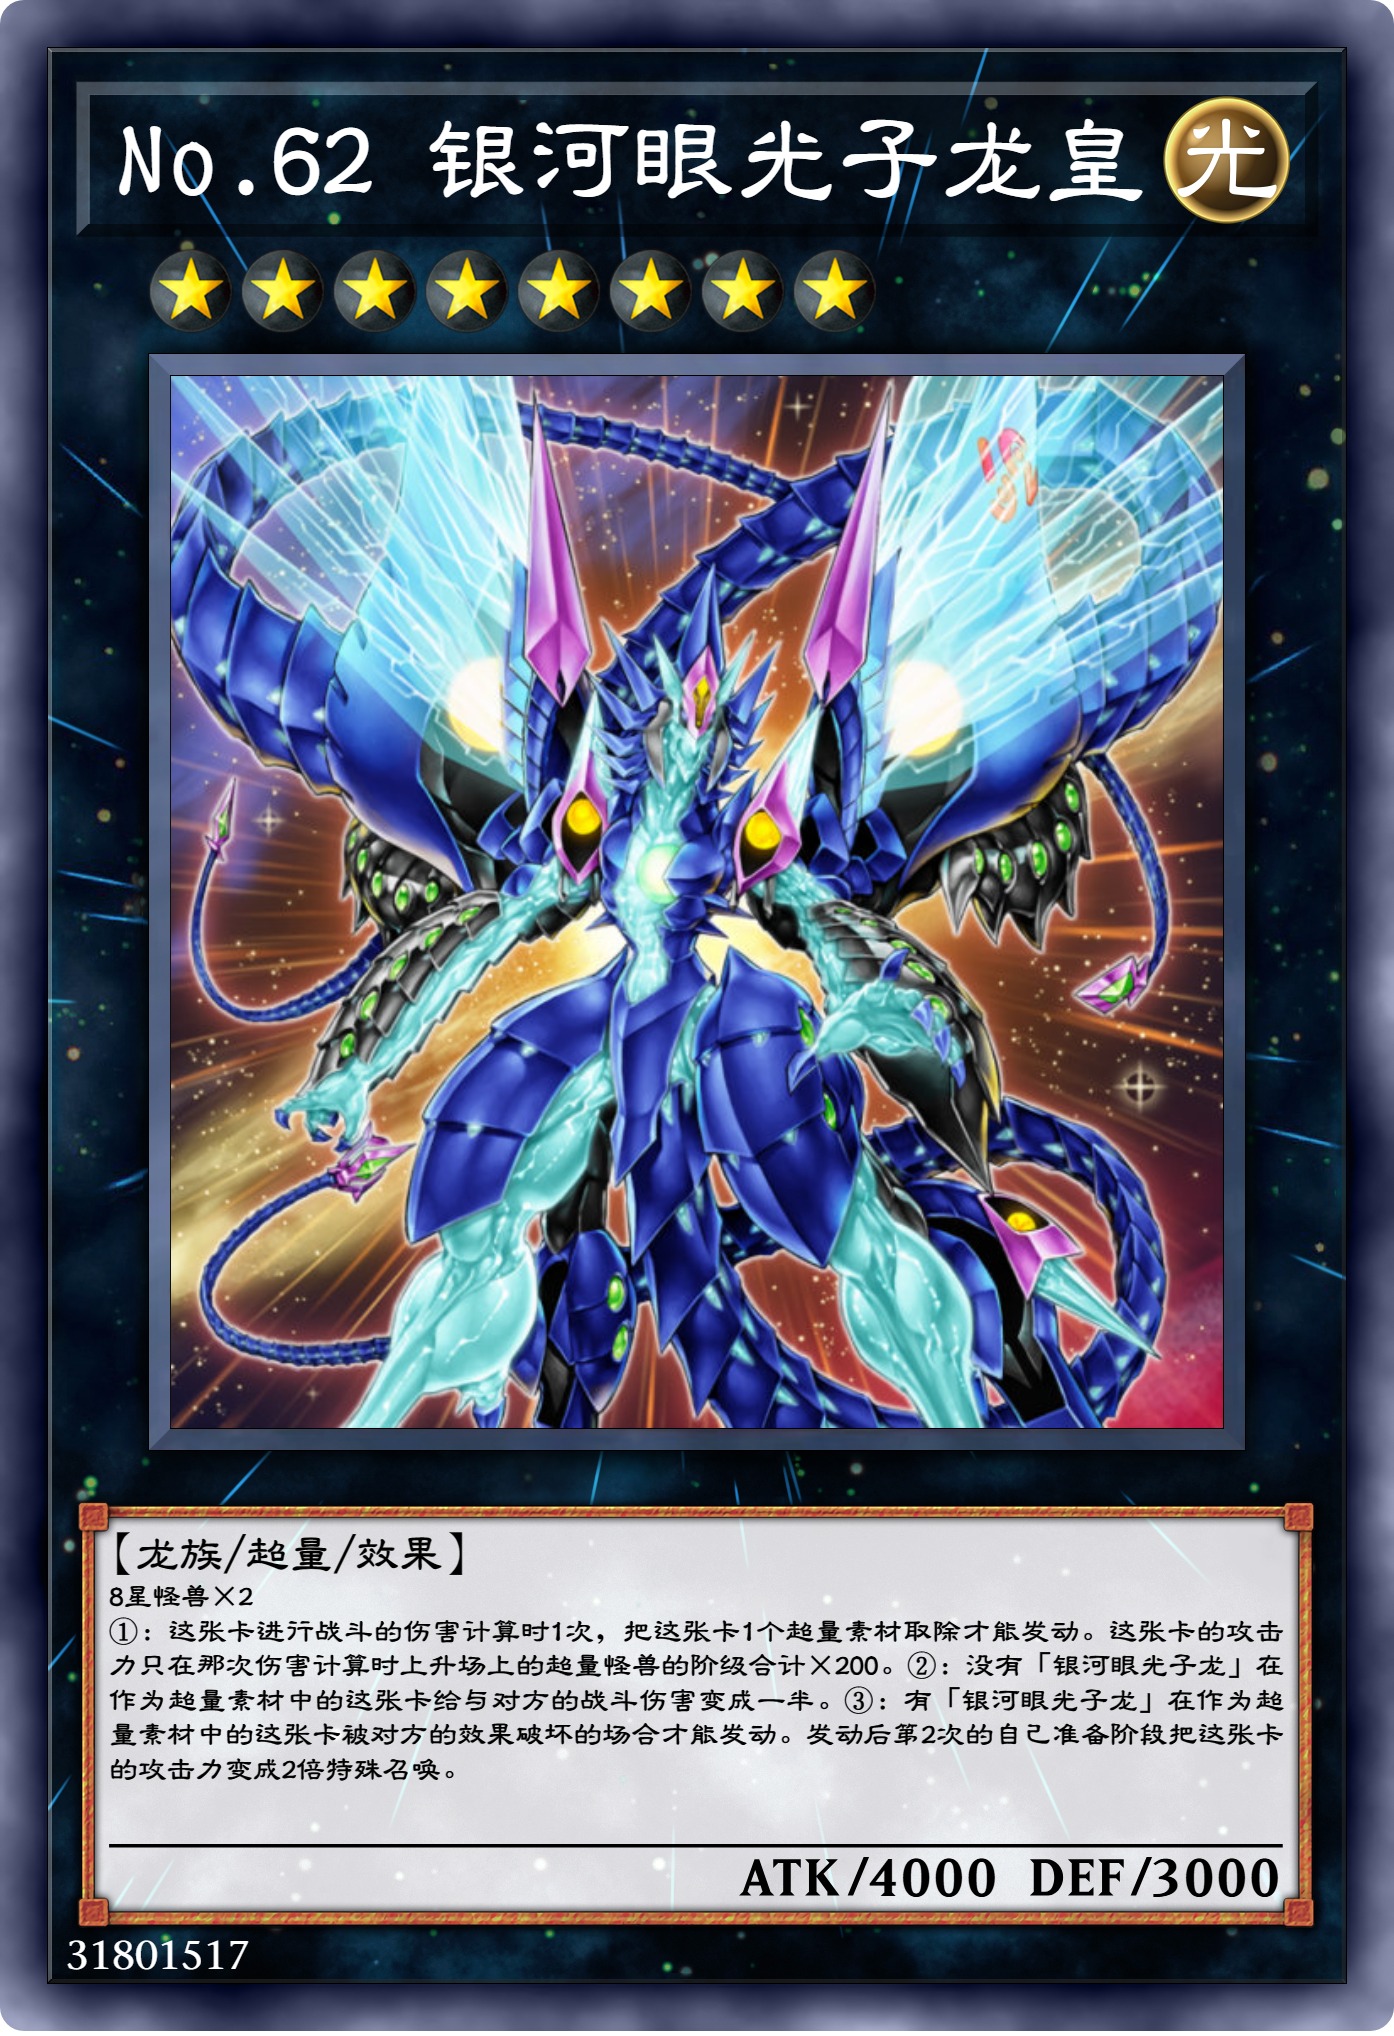 No.62 银河眼光子龙皇 光
62
【龙族/超量/效果】
8星怪兽×2
①：这张卡进行战斗的伤害计算时1次，把这张卡1个超量素材取除才能发动。这张卡的攻击
力只在那次伤害计算时上升场上的超量怪兽的阶级合计×200。②：没有「银河眼光子龙」在
作为超量素材中的这张卡给与对方的战斗伤害变成一半。③：有「银河眼光子龙」在作为超
量素材中的这张卡被对方的效果破坏的场合才能发动。发动后第2次的自己准备阶段把这张卡
的攻击力变成2倍特殊召唤。
ATK/4000 DEF/3000
31801517